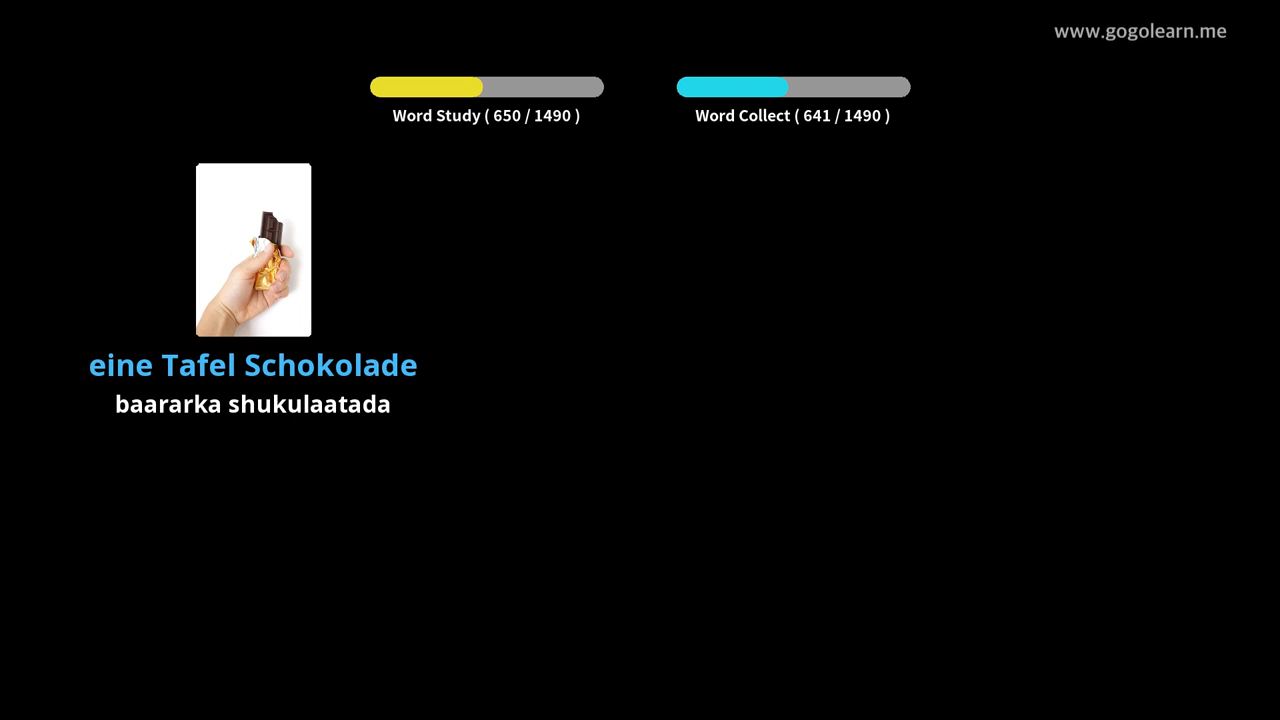 www.gogolearn.me
Word Study ( 650 / 1490 )
Word Collect ( 641 / 1490 )
eine Tafel Schokolade
baararka shukulaatada